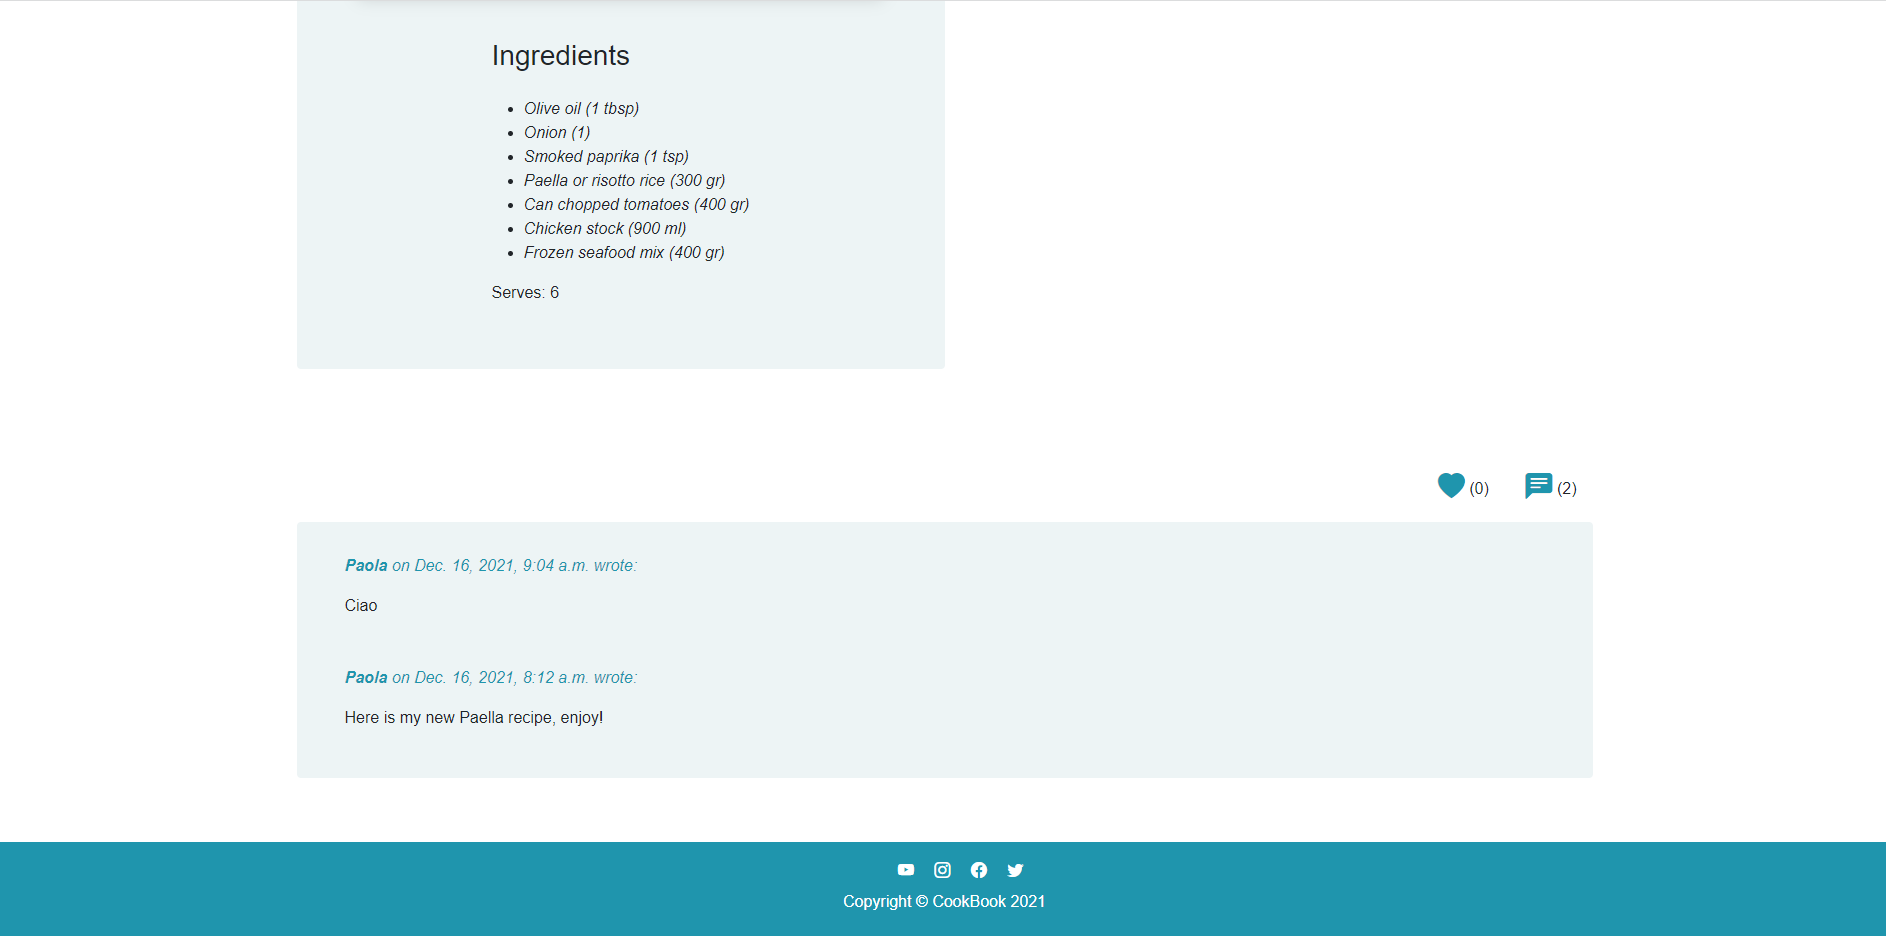 Ingredients
Olive oil (1 tbsp)
Onion (1)
Smoked paprika (1 tsp)
Paella or risotto rice (300 gr)
Can chopped tomatoes (400 gr)
Chicken stock (900 ml)
Frozen seafood mix (400 gr)
Serves: 6
(0) (2)
Paola on Dec. 16, 2021, 9:04 a.m. wrote:
Ciao
Paola on Dec. 16, 2021, 8:12 a.m. wrote:
Here is my new Paella recipe, enjoy!
Copyright © CookBook 2021